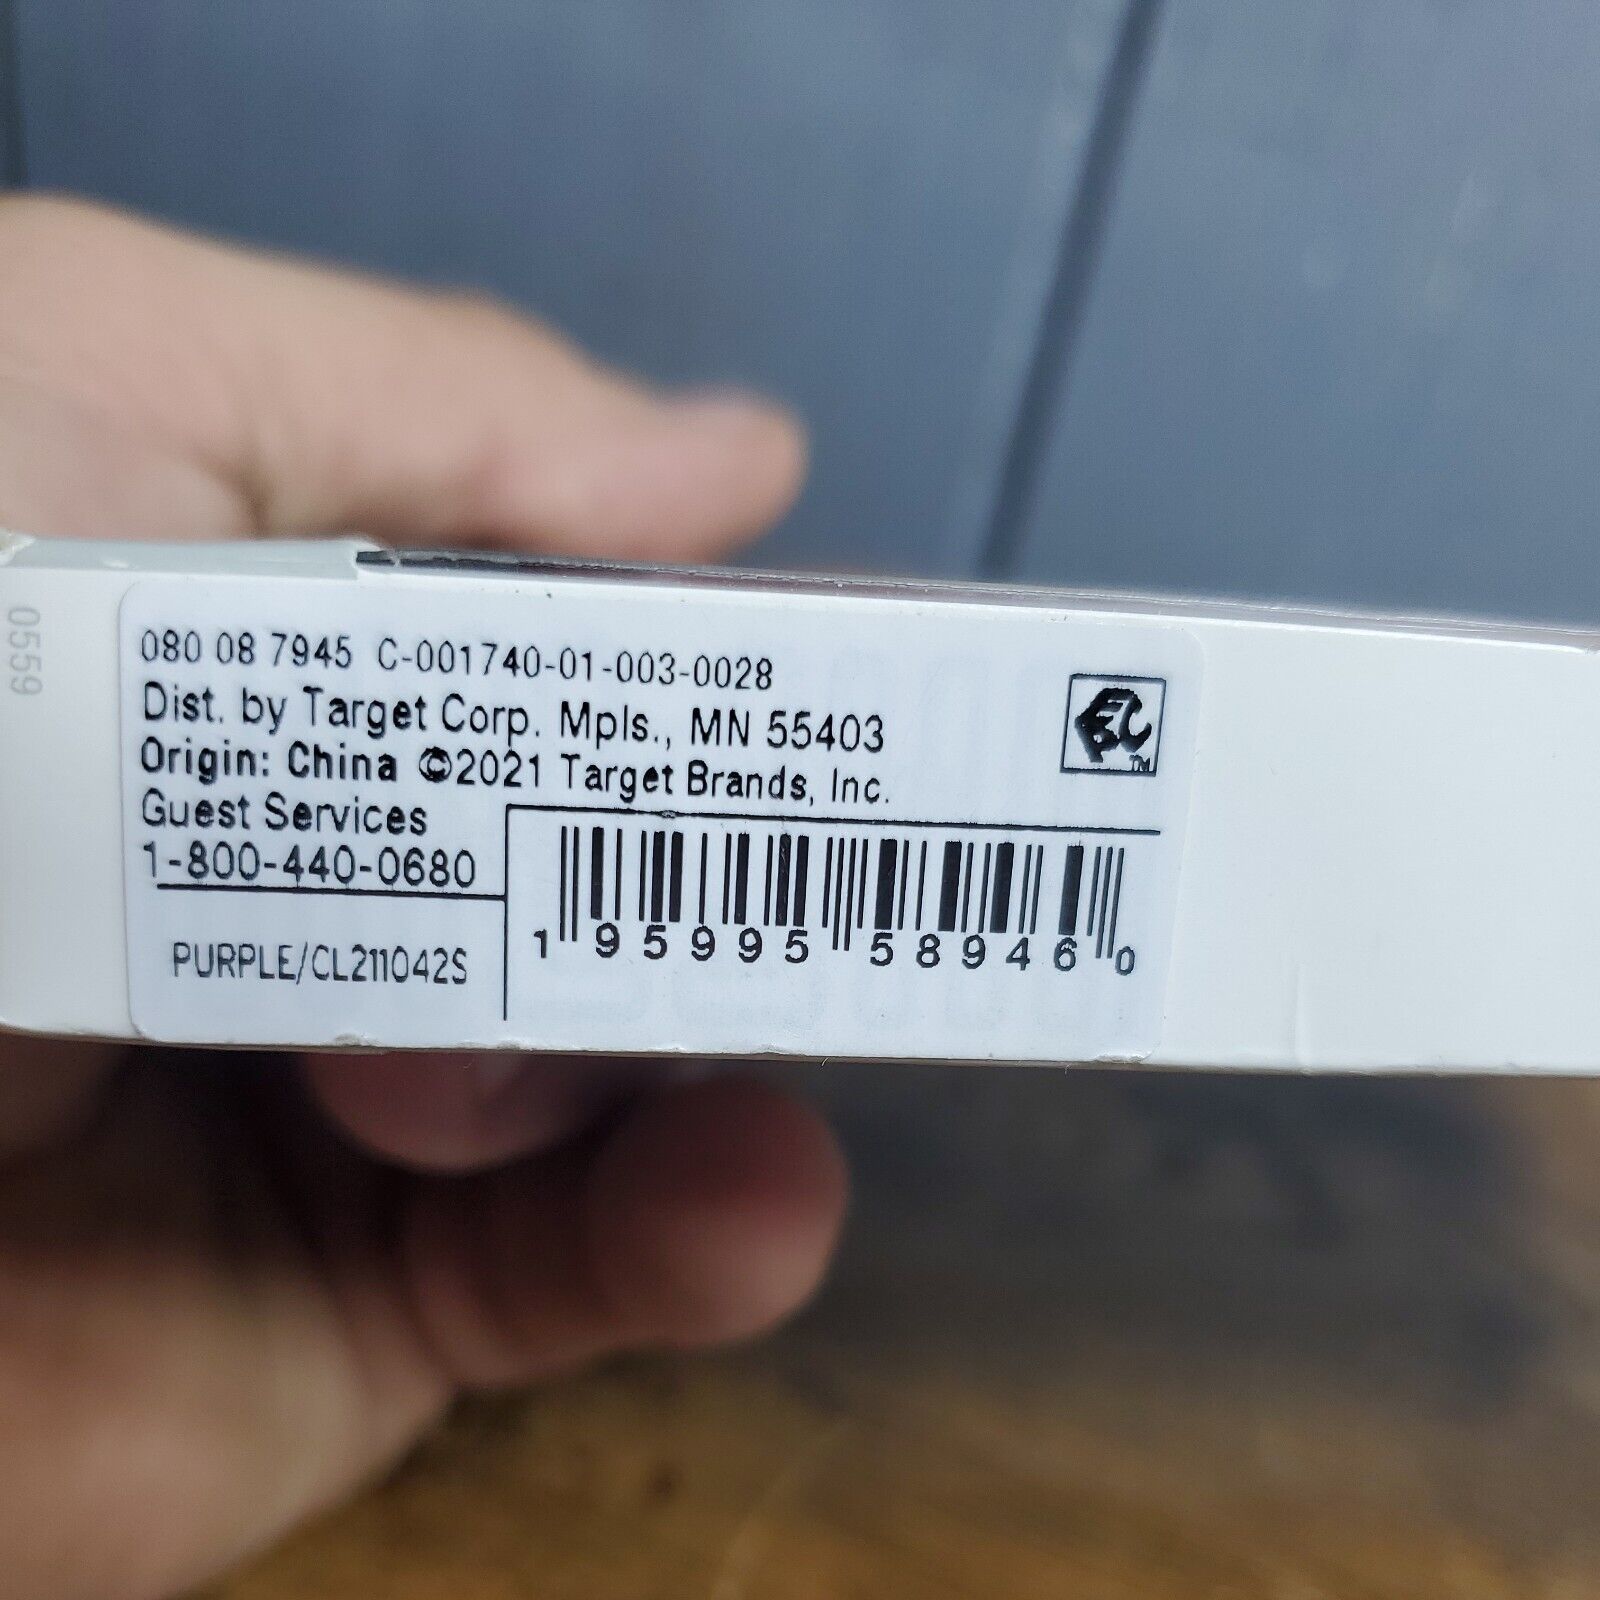 080 08 7945 C-001740-01-003-0028
Dist. by Target Corp. Mpls., MN 55403
Origin: China ©2021 Target Brands, Inc.
Guest Services
1-800-440-0680
PURPLE/CL211042S
1 95995 58946 0
0559
EPC™